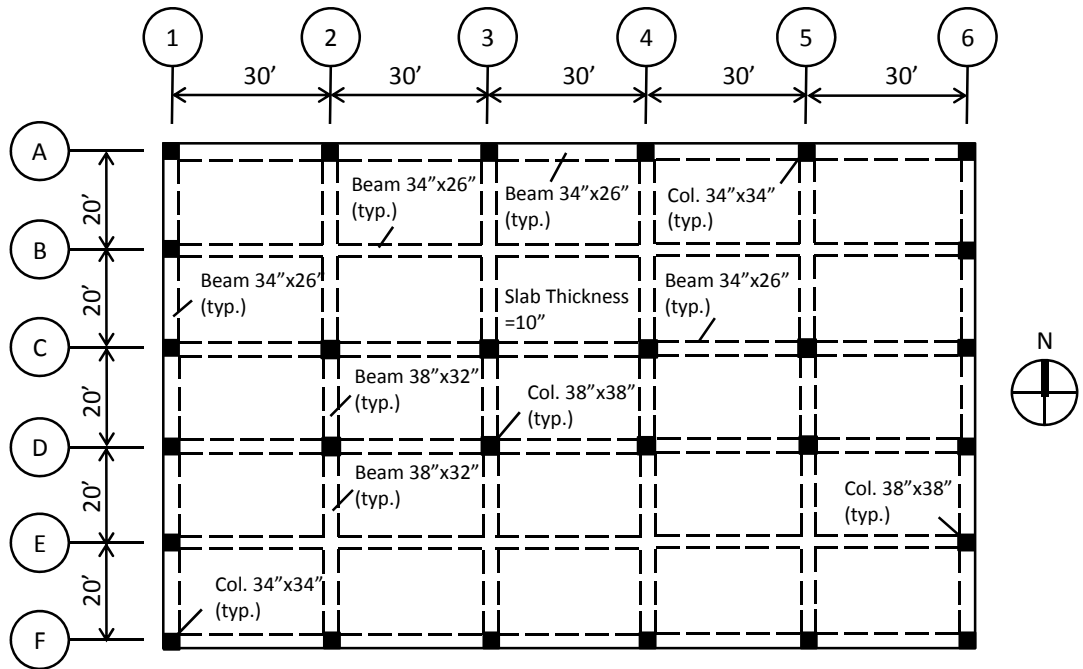 1 2 3 4 5 6
30’ 30’ 30’ 30’ 30’
A
20’
Beam 34”x26”
(typ.)
Beam 34”x26”
(typ.)
Col. 34”x34”
(typ.)
B
20’
Beam 34”x26”
(typ.)
Slab Thickness
=10”
Beam 34”x26”
(typ.)
C
N
20’
Beam 38”x32”
(typ.)
Col. 38”x38”
(typ.)
D
20’
Beam 38”x32”
(typ.)
Col. 38”x38”
(typ.)
E
20’
Col. 34”x34”
(typ.)
F